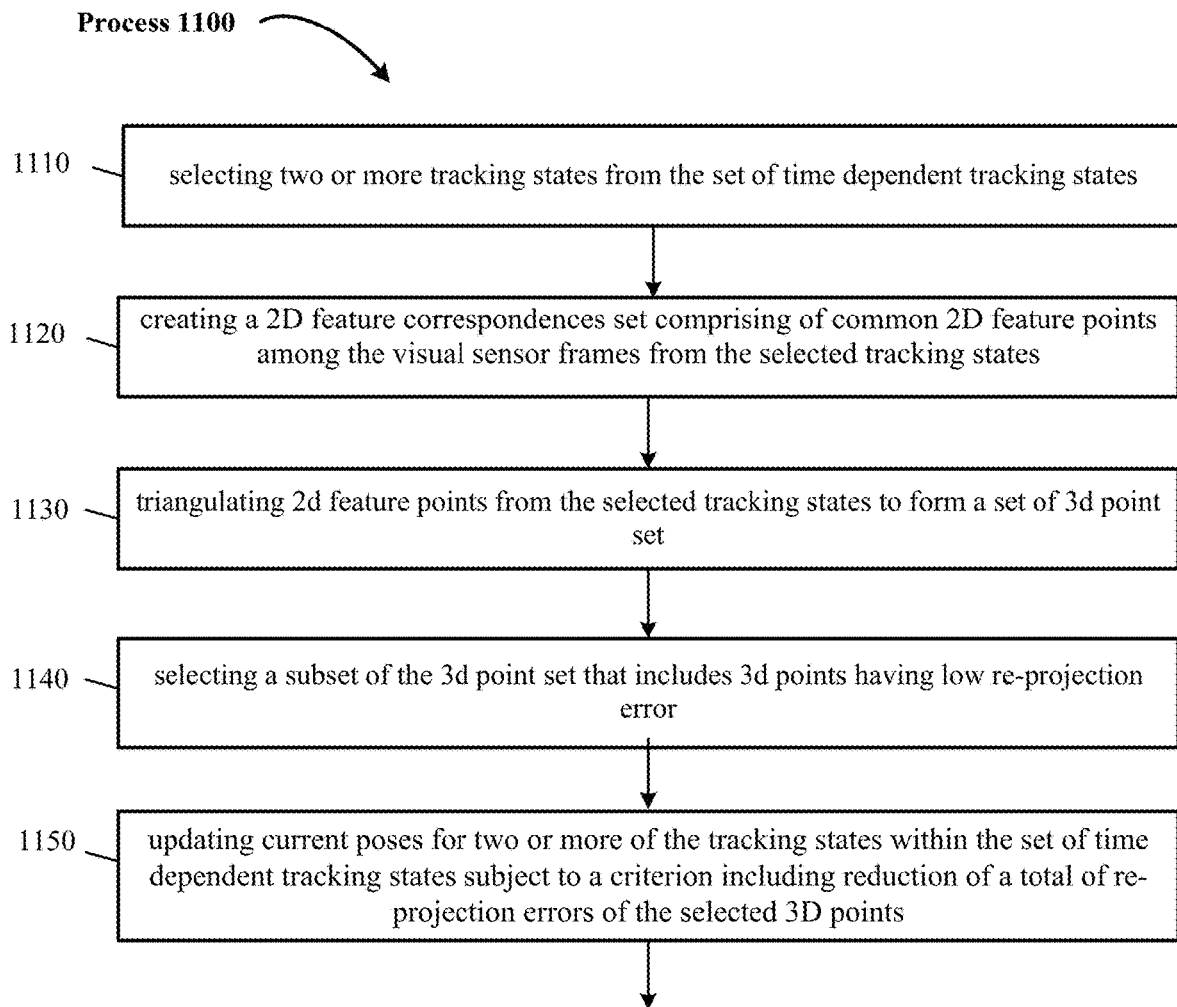 Process 1100
1110
selecting two or more tracking states from the set of time dependent tracking states
1120
creating a 2D feature correspondences set comprising of common 2D feature points
among the visual sensor frames from the selected tracking states
1130
triangulating 2d feature points from the selected tracking states to form a set of 3d point
set
1140
selecting a subset of the 3d point set that includes 3d points having low re-projection
error
1150
updating current poses for two or more of the tracking states within the set of time
dependent tracking states subject to a criterion including reduction of a total of re-
projection errors of the selected 3D points